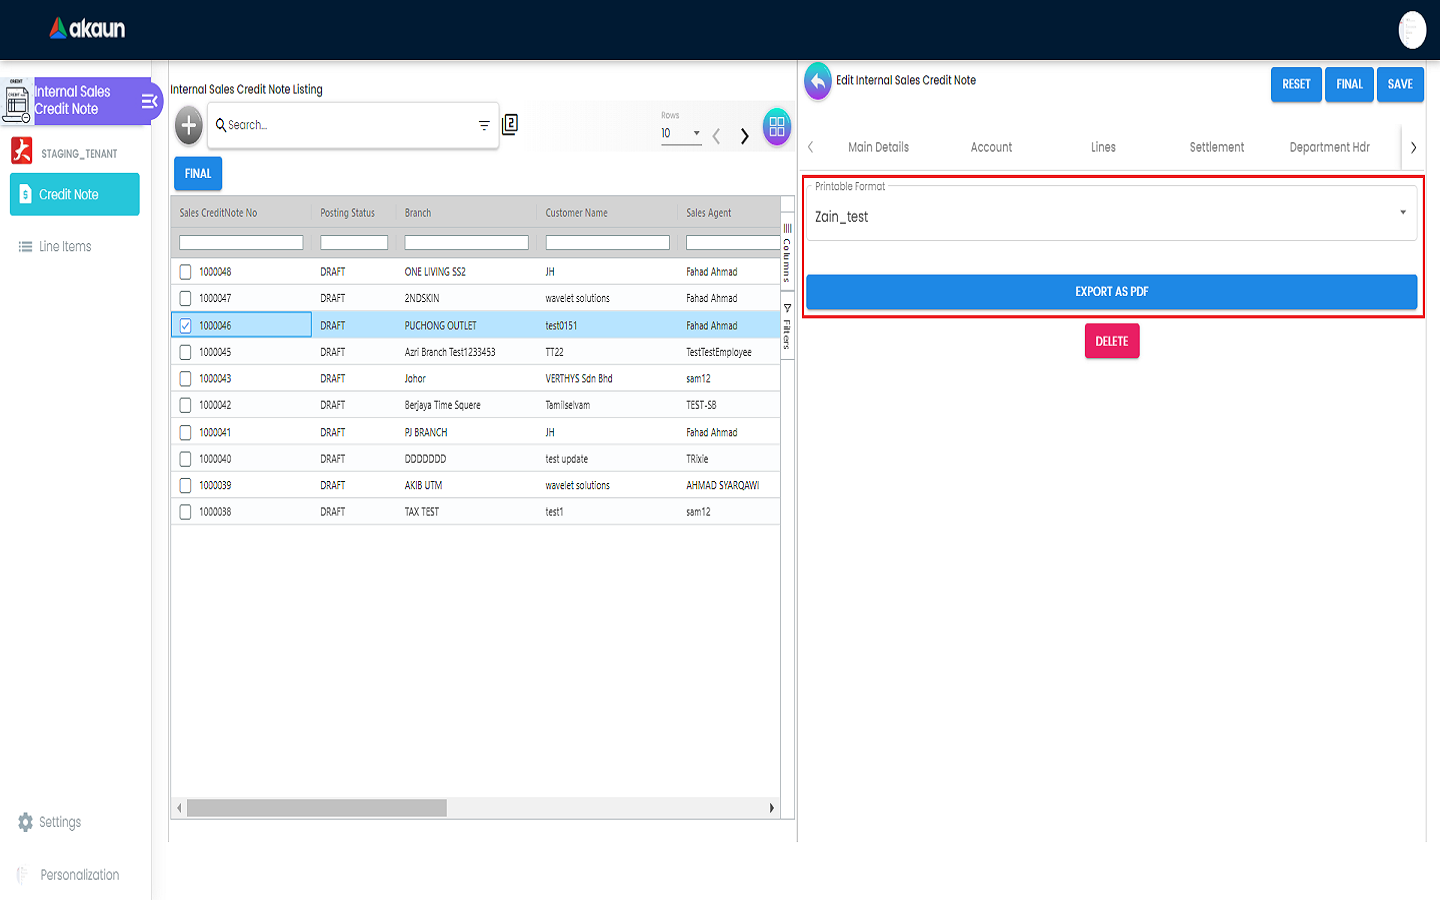 akaun
Internal Sales
Credit Note
STAGING_TENANT
Credit Note
Line Items
Settings
Personalization
Internal Sales Credit Note Listing
Search...
2
Rows
10
FINAL
Sales CreditNote No Posting Status Branch Customer Name Sales Agent
1000048 DRAFT ONE LIVING SS2 JH Fahad Ahmad
1000047 DRAFT 2NDSKIN wavelet solutions Fahad Ahmad
1000046 DRAFT PUCHONG OUTLET test0151 Fahad Ahmad
1000045 DRAFT Azri Branch Test1233453 TT22 TestTestEmployee
1000043 DRAFT Johor VERTHYS Sdn Bhd sam12
1000042 DRAFT Berjaya Time Squere Tamilselvam TEST-SB
1000041 DRAFT PJ BRANCH JH Fahad Ahmad
1000040 DRAFT DDDDDDD test update TRixie
1000039 DRAFT AKIB UTM wavelet solutions AHMAD SYARQAWI
1000038 DRAFT TAX TEST test1 sam12
Columns
Filters
Edit Internal Sales Credit Note
RESET FINAL SAVE
Main Details Account Lines Settlement Department Hdr
Printable Format
Zain_test
EXPORT AS PDF
DELETE